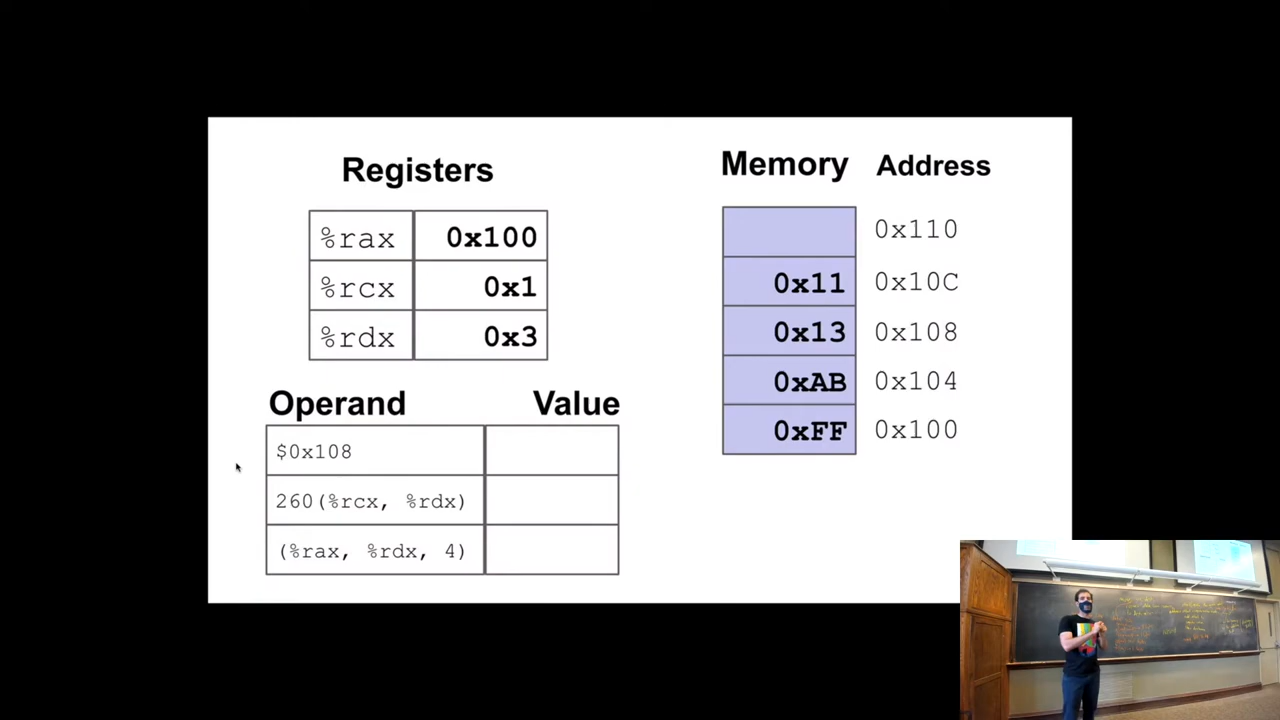 Registers
%rax 0x100
%rcx 0x1
%rdx 0x3
Operand Value
$0x108
260(%rcx, %rdx)
(%rax, %rdx, 4)
Memory Address
0x110
0x11 0x10C
0x13 0x108
0xAB 0x104
0xFF 0x100